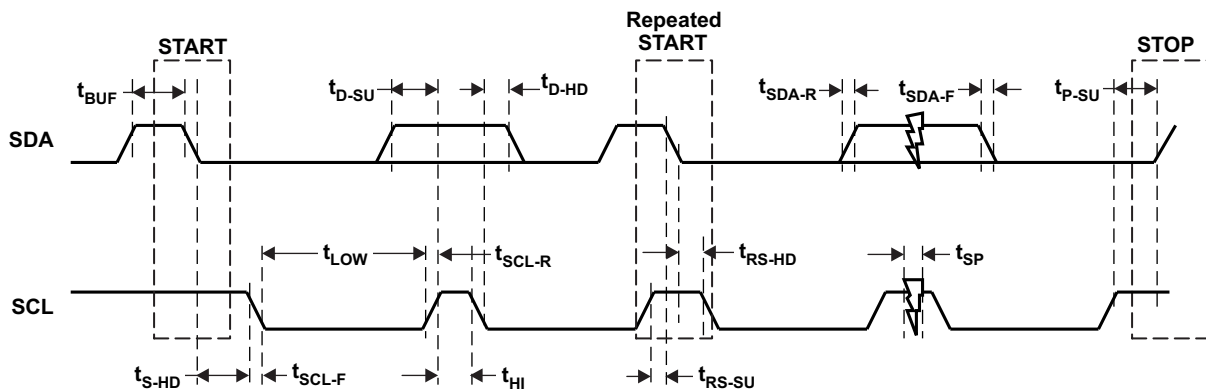 START
Repeated
START
STOP
tBUF
tD-SU
tD-HD
tSDA-R
tSDA-F
tP-SU
SDA
tLOW
tSCL-R
tRS-HD
tSP
SCL
tS-HD
tSCL-F
tHI
tRS-SU